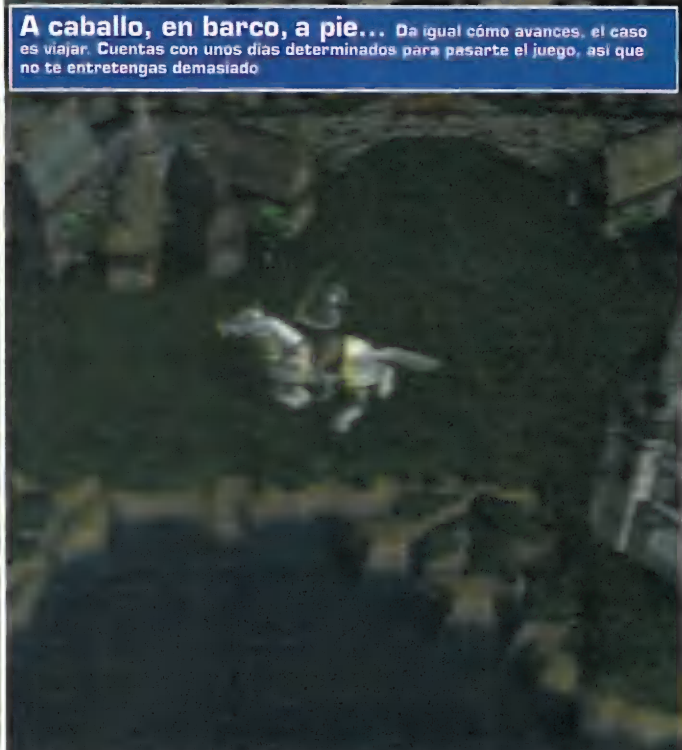 A caballo, en barco, a pie... Da igual cómo avances, el caso
es viajar. Cuentas con unos días determinados para pasarte el juego, así que
no te entretengas demasiado